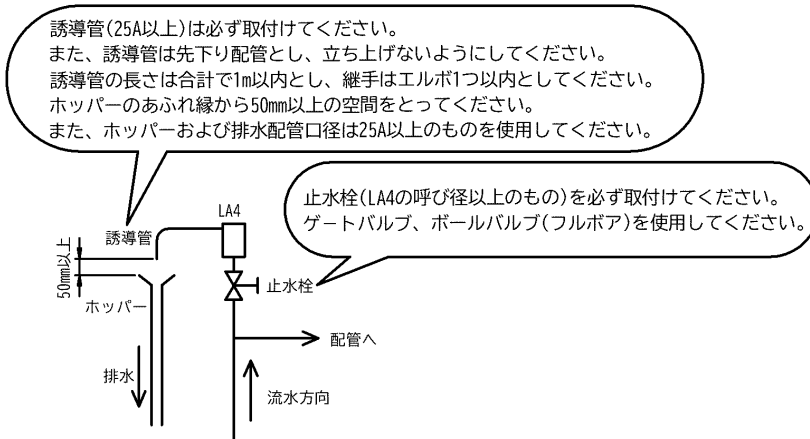 誘導管(25A以上)は必ず取付けてください。
また、誘導管は先下り配管とし、立ち上げないようにしてください。
誘導管の長さは合計で1m以内とし、継手はエルボ1つ以内としてください。
ホッパーのあふれ縁から50mm以上の空間をとってください。
また、ホッパーおよび排水配管口径は25A以上のものを使用してください。
止水栓(LA4の呼び径以上のもの)を必ず取付けてください。
ゲートバルブ、ボールバルブ(フルボア)を使用してください。
LA4
誘導管
50mm以上
止水栓
ホッパー
配管へ
排水
流水方向